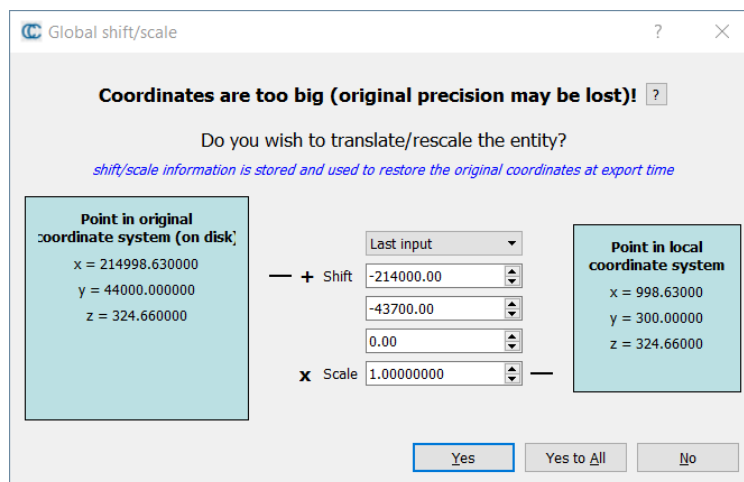 Global shift/scale
Coordinates are too big (original precision may be lost)! ?
Do you wish to translate/rescale the entity?
shift/scale information is stored and used to restore the original coordinates at export time
Point in original
coordinate system (on disk)
x = 214998.630000
y = 44000.000000
z = 324.660000
Last input
+ Shift -214000.00
-43700.00
0.00
x Scale 1.00000000
Point in local
coordinate system
x = 998.63000
y = 300.00000
z = 324.66000
Yes Yes to All No